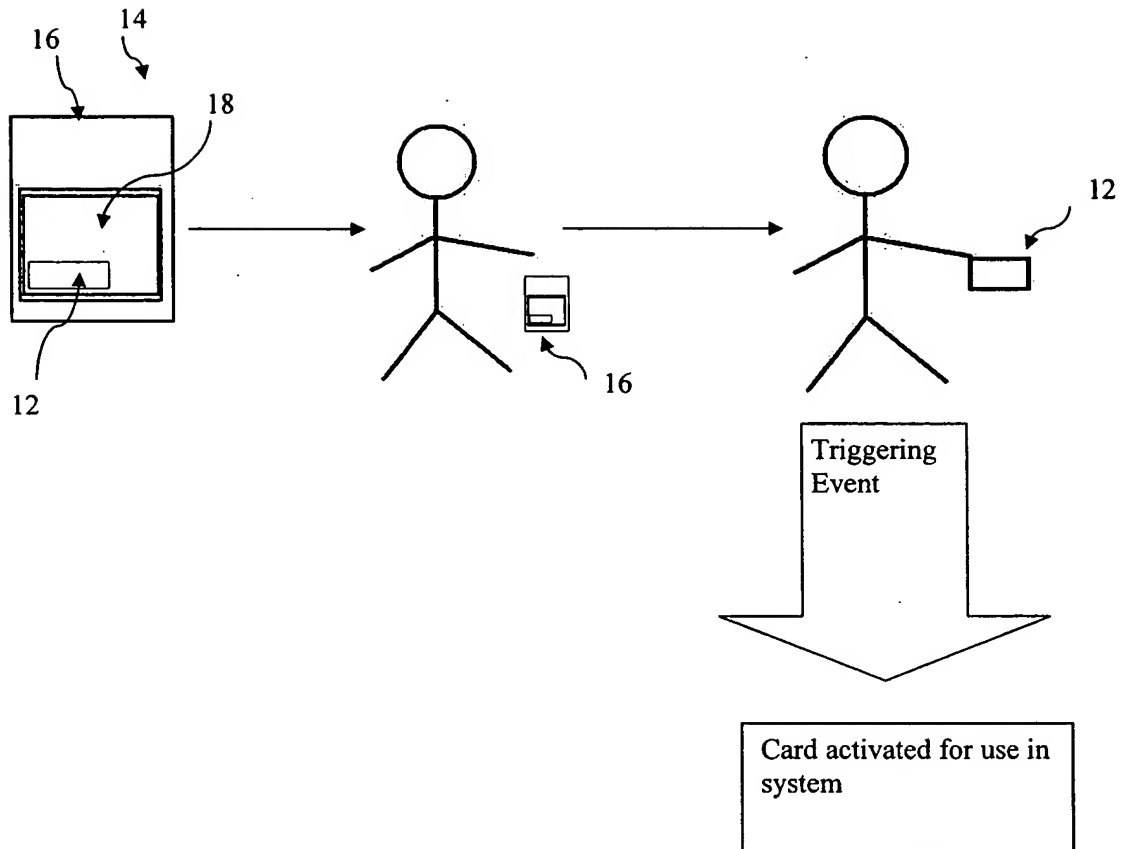 14
16
18
12
16
12
Triggering
Event
Card activated for use in
system